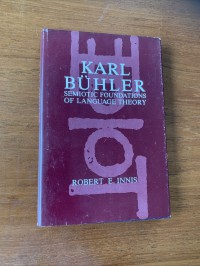 KARL
BÜHLER
SEMIOTIC FOUNDATIONS
OF LANGUAGE THEORY
ROBERT E. INNIS